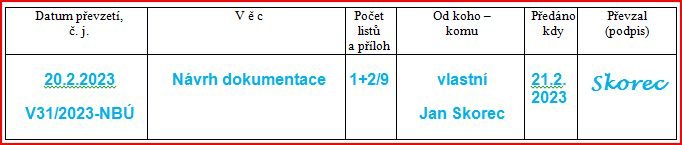 Datum převzetí,
č. j.
V ě c
Počet
listů
a příloh
Od koho –
komu
Předáno
kdy
Převzal
(podpis)
20.2.2023
V31/2023-NBÚ
Návrh dokumentace
1+2/9
vlastní
Jan Skorec
21.2.
2023
Skorec